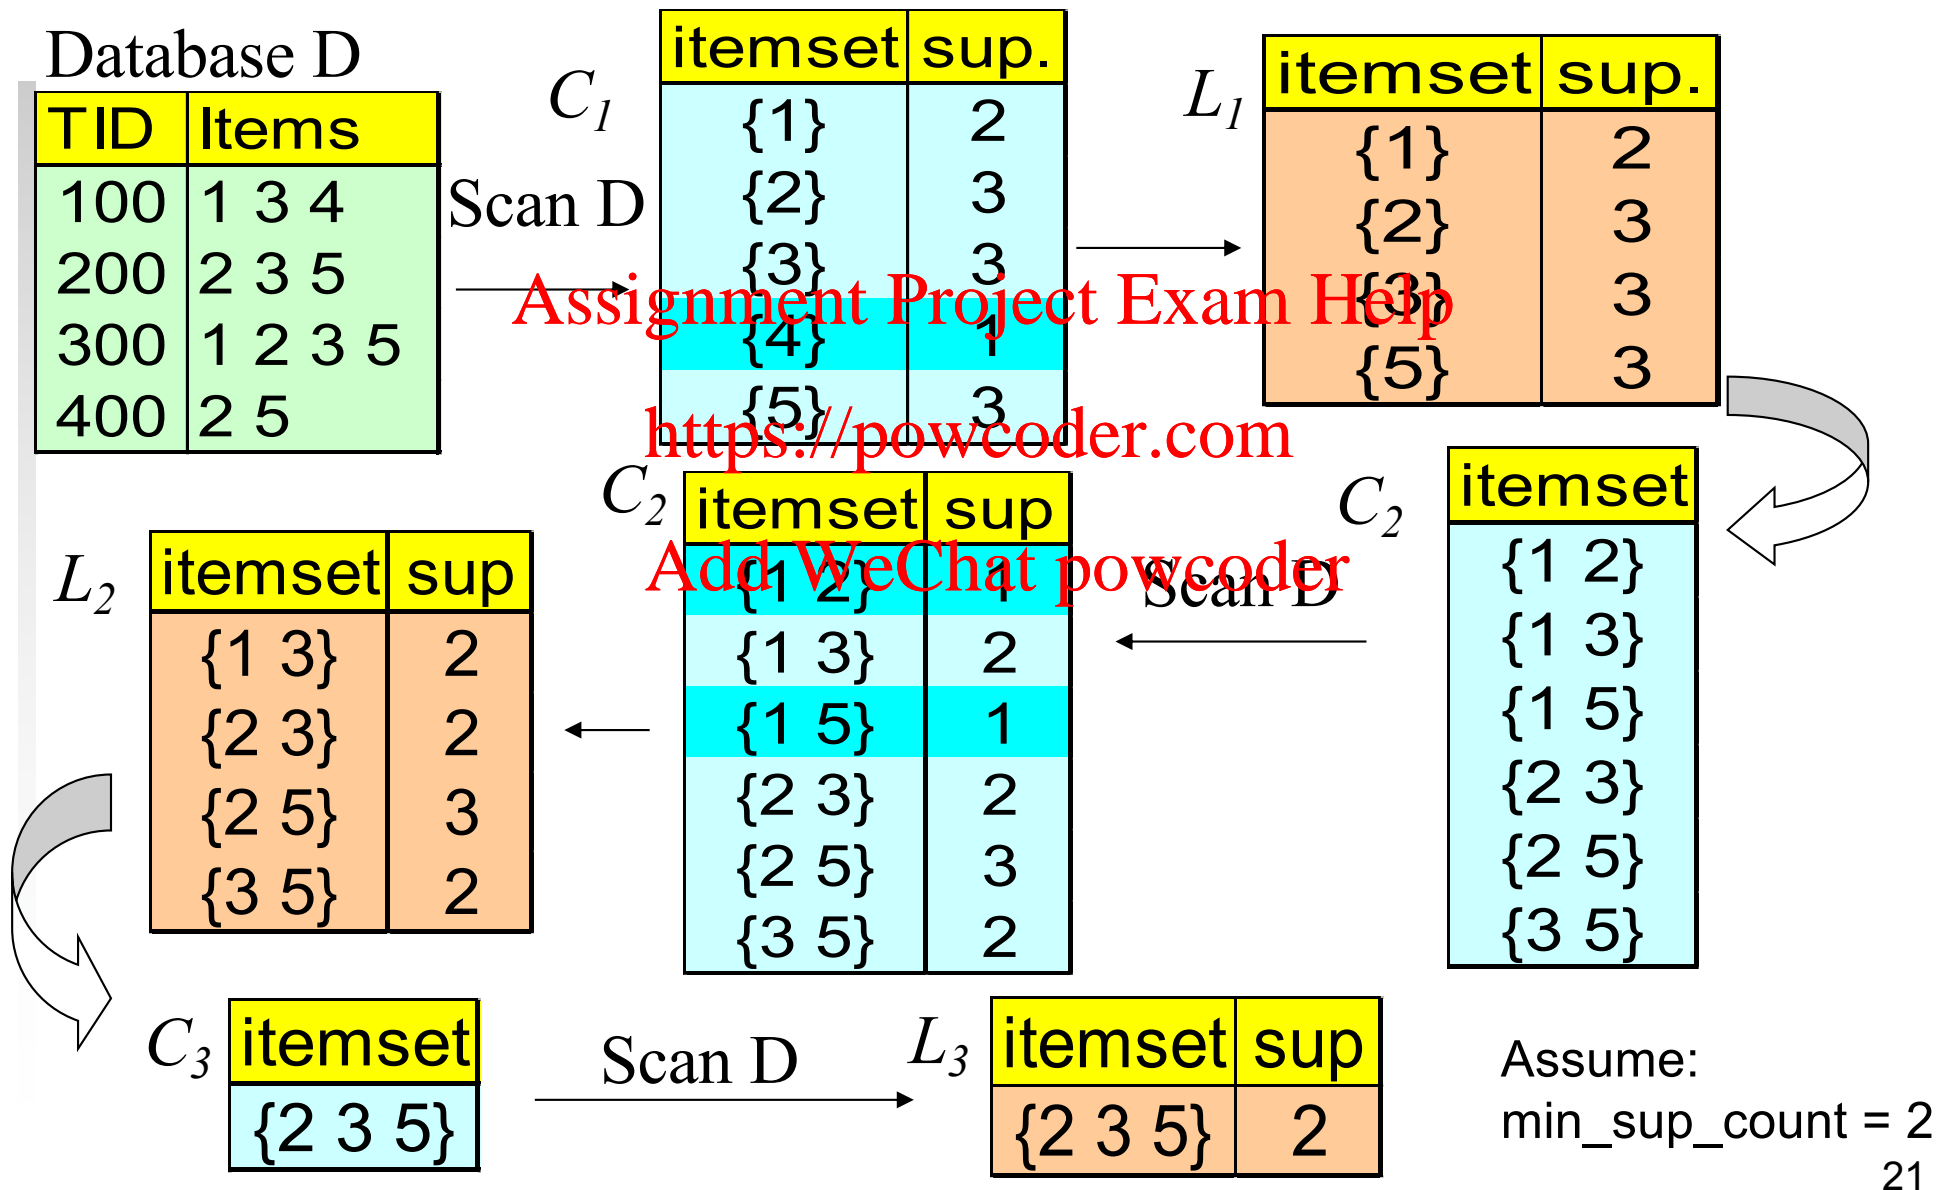 Database D
TID Items
100 1 3 4
200 2 3 5
300 1 2 3 5
400 2 5
Scan D
C1
itemset sup.
{1} 2
{2} 3
{3} 3
{4} 1
{5} 3
L1
itemset sup.
{1} 2
{2} 3
{3} 3
{5} 3
Assignment Project Exam Help
https://powcoder.com
Add WeChat powcoder
C2
itemset
{1 2}
{1 3}
{1 5}
{2 3}
{2 5}
{3 5}
Scan D
C2
itemset sup
{1 2} 1
{1 3} 2
{1 5} 1
{2 3} 2
{2 5} 3
{3 5} 2
L2
itemset sup
{1 3} 2
{2 3} 2
{2 5} 3
{3 5} 2
C3
itemset
{2 3 5}
Scan D
L3
itemset sup
{2 3 5} 2
Assume:
min_sup_count = 2
21